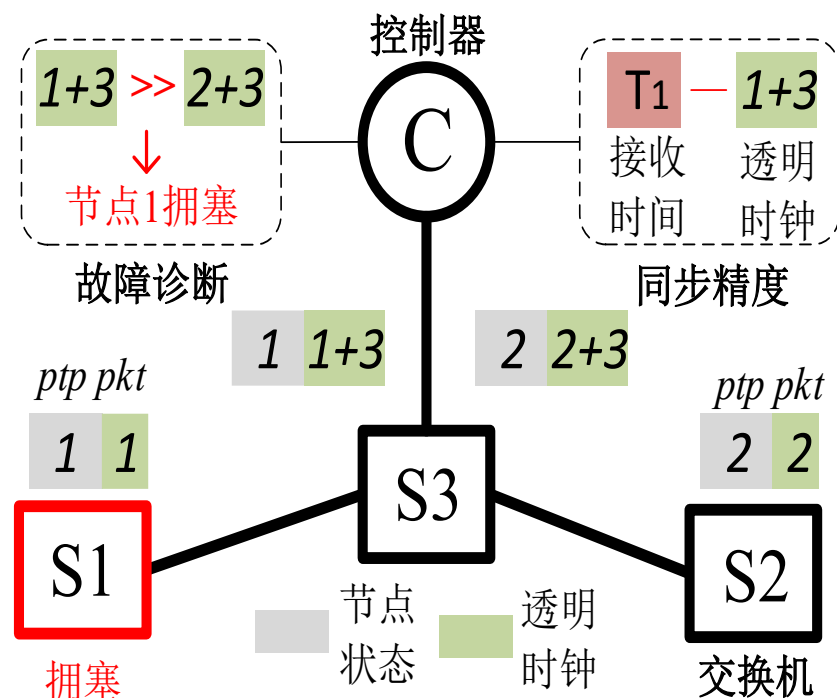 控制器
1+3 >> 2+3
节点1拥塞
故障诊断
C
T1 — 1+3
接收
时间
透明
时钟
同步精度
1 1+3
2 2+3
ptp pkt
1 1
ptp pkt
2 2
S3
S1
S2
拥塞
节点
状态
透明
时钟
交换机